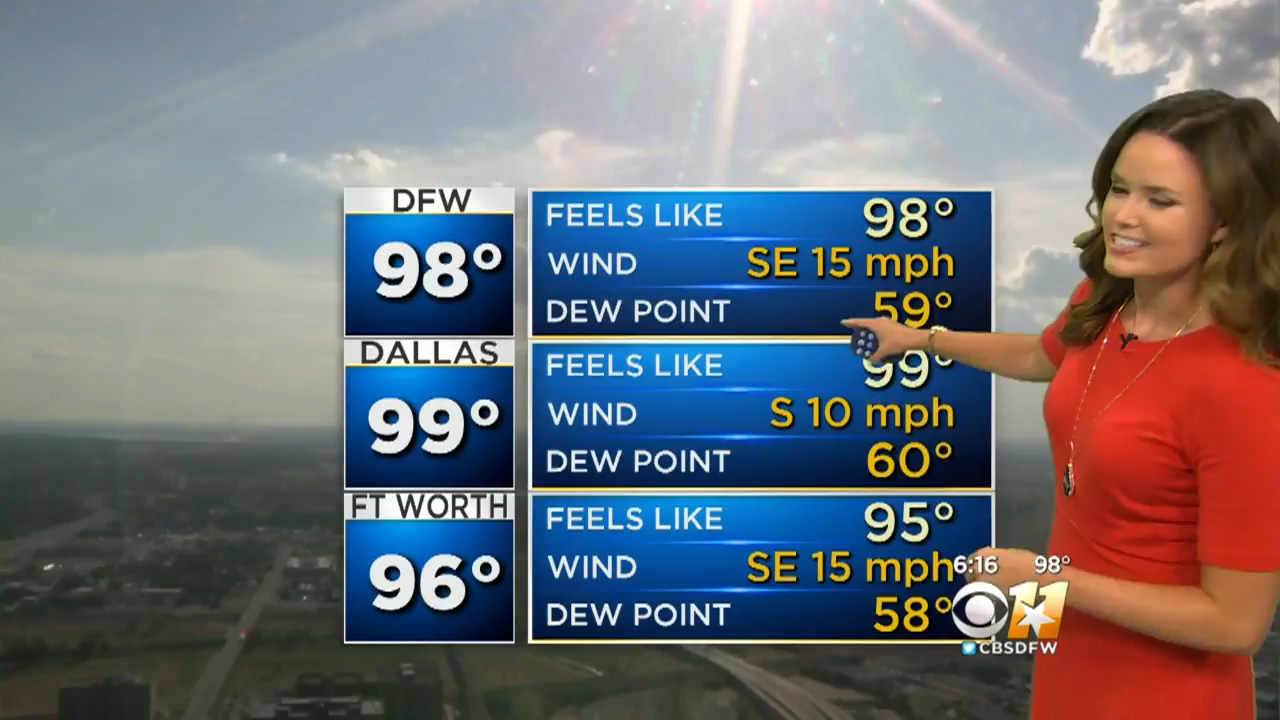 DFW
98°
FEELS LIKE 98°
WIND SE 15 mph
DEW POINT 59°
DALLAS
99°
FEELS LIKE 99°
WIND S 10 mph
DEW POINT 60°
FT WORTH
96°
FEELS LIKE 95°
WIND SE 15 mph
DEW POINT 58°
6:16 98°
11
CBSDFW